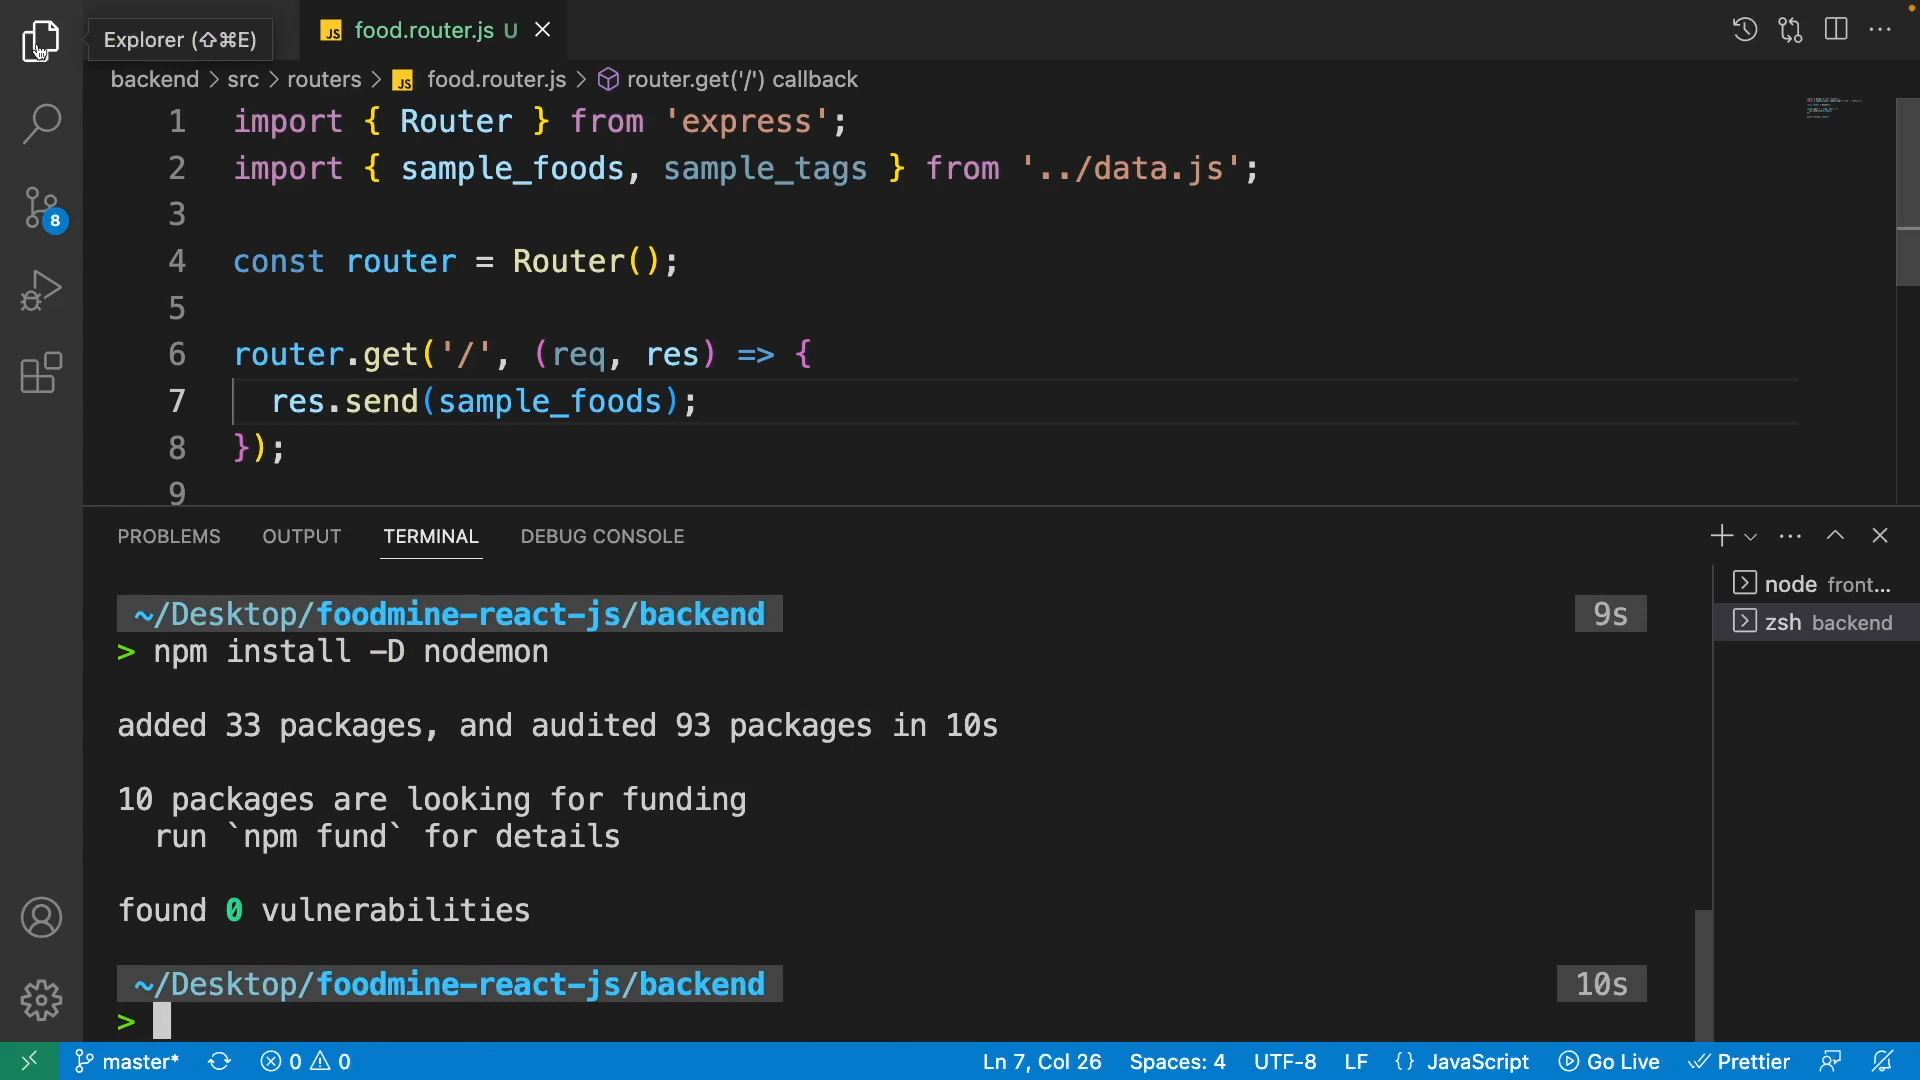 Explorer (⇧⌘E)
JS food.router.js U
backend > src > routers > JS food.router.js > router.get('/') callback
1 import { Router } from 'express';
2 import { sample_foods, sample_tags } from '../data.js';
3
4 const router = Router();
5
6 router.get('/', (req, res) => {
7 res.send(sample_foods);
8 });
9
8
PROBLEMS OUTPUT TERMINAL DEBUG CONSOLE
node front...
zsh backend
~/Desktop/foodmine-react-js/backend 9s
> npm install -D nodemon
added 33 packages, and audited 93 packages in 10s
10 packages are looking for funding
run `npm fund` for details
found 0 vulnerabilities
~/Desktop/foodmine-react-js/backend 10s
>
master* 0 0 Ln 7, Col 26 Spaces: 4 UTF-8 LF {} JavaScript Go Live Prettier